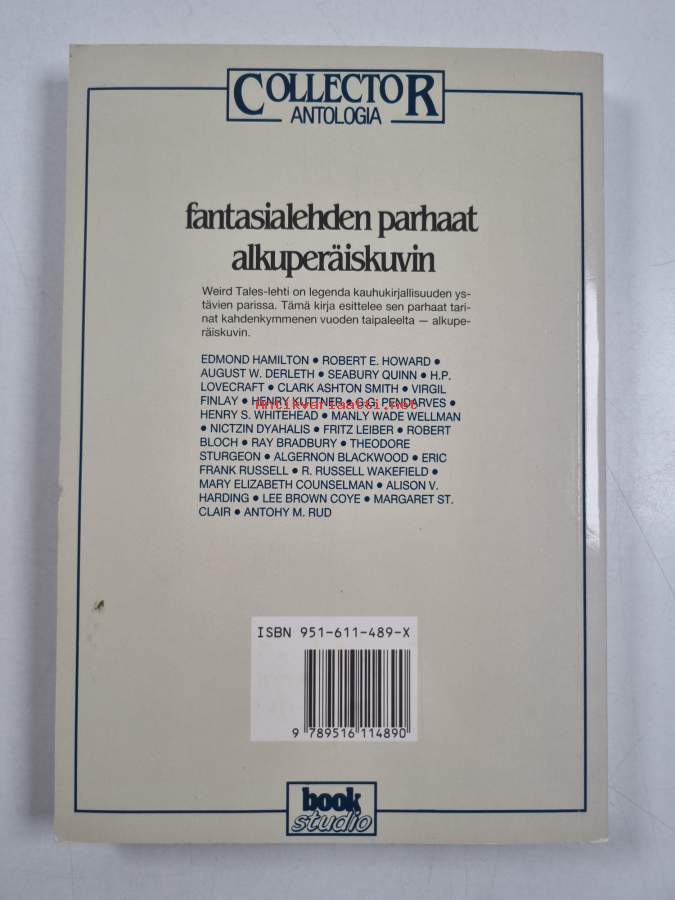 COLLECTOR
ANTOLOGIA
fantasialehden parhaat
alkuperäiskuvin
Weird Tales-lehti on legenda kauhukirjallisuuden ys-
tävien parissa. Tämä kirja esittelee sen parhaat tari-
nat kahdenkymmenen vuoden taipaleelta — alkupe-
räiskuvin.
EDMOND HAMILTON • ROBERT E. HOWARD •
AUGUST W. DERLETH • SEABURY QUINN • H.P.
LOVECRAFT • CLARK ASHTON SMITH • VIRGIL
FINLAY • HENRY KUTTNER • G.G. PENDARVES •
Antikvariaatti.net
HENRY S. WHITEHEAD • MANLY WADE WELLMAN
• NICTZIN DYAHALIS • FRITZ LEIBER • ROBERT
BLOCH • RAY BRADBURY • THEODORE
STURGEON • ALGERNON BLACKWOOD • ERIC
FRANK RUSSELL • R. RUSSELL WAKEFIELD •
MARY ELIZABETH COUNSELMAN • ALISON V.
HARDING • LEE BROWN COYE • MARGARET ST.
CLAIR • ANTOHY M. RUD
ISBN 951-611-489-X
9 789516 114890
book
studio